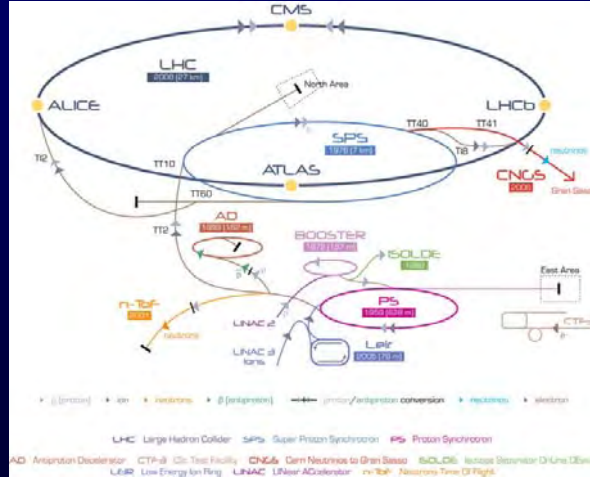 CMS
LHC
2008 (27 km)
North Area
ALICE
LHCb
TT40
TT41
SPS
1976 (7 km)
TI2
TI8
TT10
ATLAS
neutrinos
CNGS
2006
Gran Sasso
TT60
AD
1999 (182 m)
TT2
BOOSTER
1972 (157 m)
ISOLDE
1989
East Area
n-ToF
2001
PS
1959 (628 m)
LINAC 2
neutrons
LINAC 3
Ions
Leir
2005 (78 m)
p (proton) ion neutrons p̄ (antiproton) proton/antiproton conversion neutrinos electron
LHC Large Hadron Collider SPS Super Proton Synchrotron PS Proton Synchrotron
AD Antiproton Decelerator CTF-3 Clic Test Facility CNGS Cern Neutrinos to Gran Sasso ISOLDE Isotope Separator OnLine
LEIR Low Energy Ion Ring LINAC LINear ACcelerator n-ToF Neutrons Time Of Flight